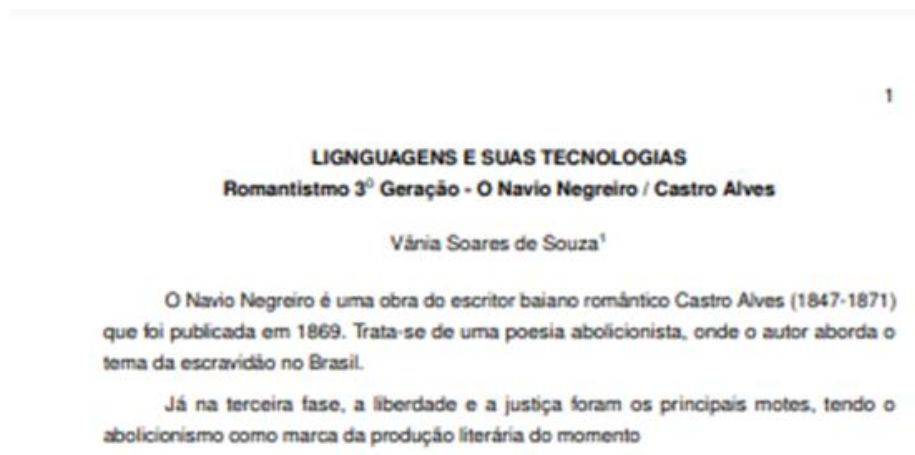 1
LIGNGUAGENS E SUAS TECNOLOGIAS
Romantistmo 3⁰ Geração - O Navio Negreiro / Castro Alves
Vânia Soares de Souza¹
O Navio Negreiro é uma obra do escritor baiano romântico Castro Alves (1847-1871)
que foi publicada em 1869. Trata-se de uma poesia abolicionista, onde o autor aborda o
tema da escravidão no Brasil.
Já na terceira fase, a liberdade e a justiça foram os principais motes, tendo o
abolicionismo como marca da produção literária do momento